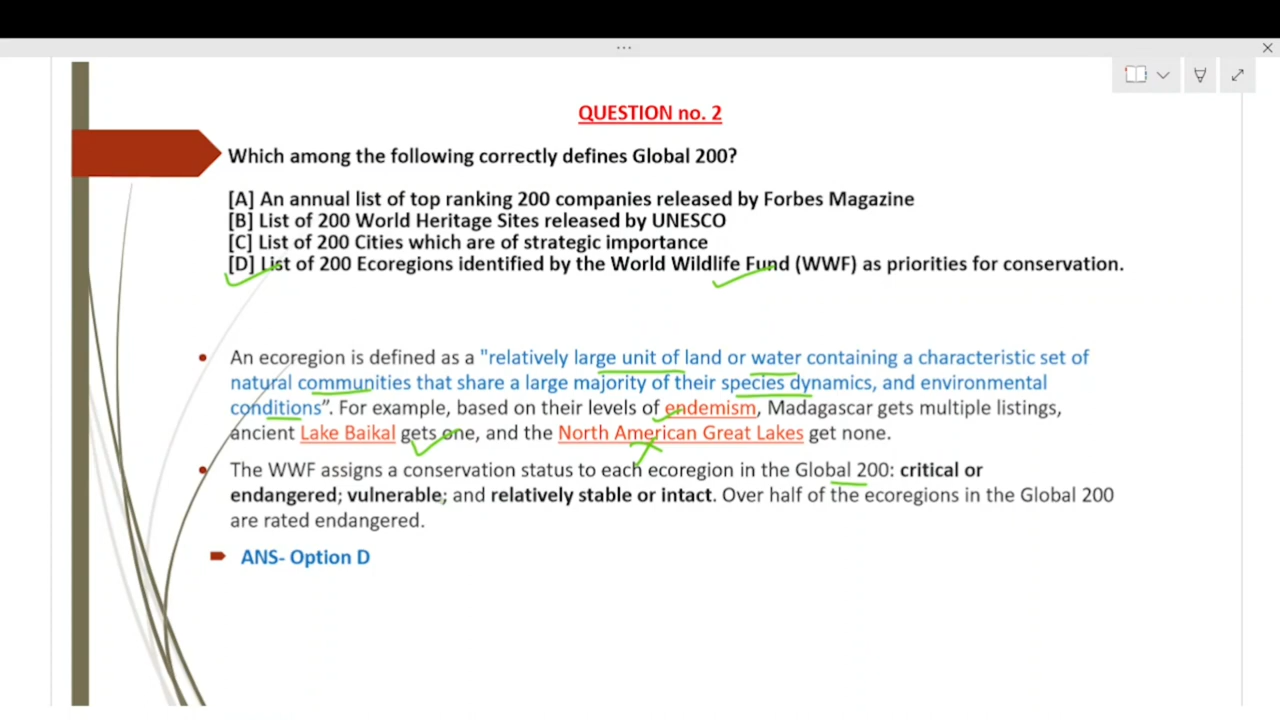 QUESTION no. 2
Which among the following correctly defines Global 200?
[A] An annual list of top ranking 200 companies released by Forbes Magazine
[B] List of 200 World Heritage Sites released by UNESCO
[C] List of 200 Cities which are of strategic importance
[D] List of 200 Ecoregions identified by the World Wildlife Fund (WWF) as priorities for conservation.
• An ecoregion is defined as a "relatively large unit of land or water containing a characteristic set of
natural communities that share a large majority of their species dynamics, and environmental
conditions”. For example, based on their levels of endemism, Madagascar gets multiple listings,
ancient Lake Baikal gets one, and the North American Great Lakes get none.
• The WWF assigns a conservation status to each ecoregion in the Global 200: critical or
endangered; vulnerable; and relatively stable or intact. Over half of the ecoregions in the Global 200
are rated endangered.
ANS- Option D